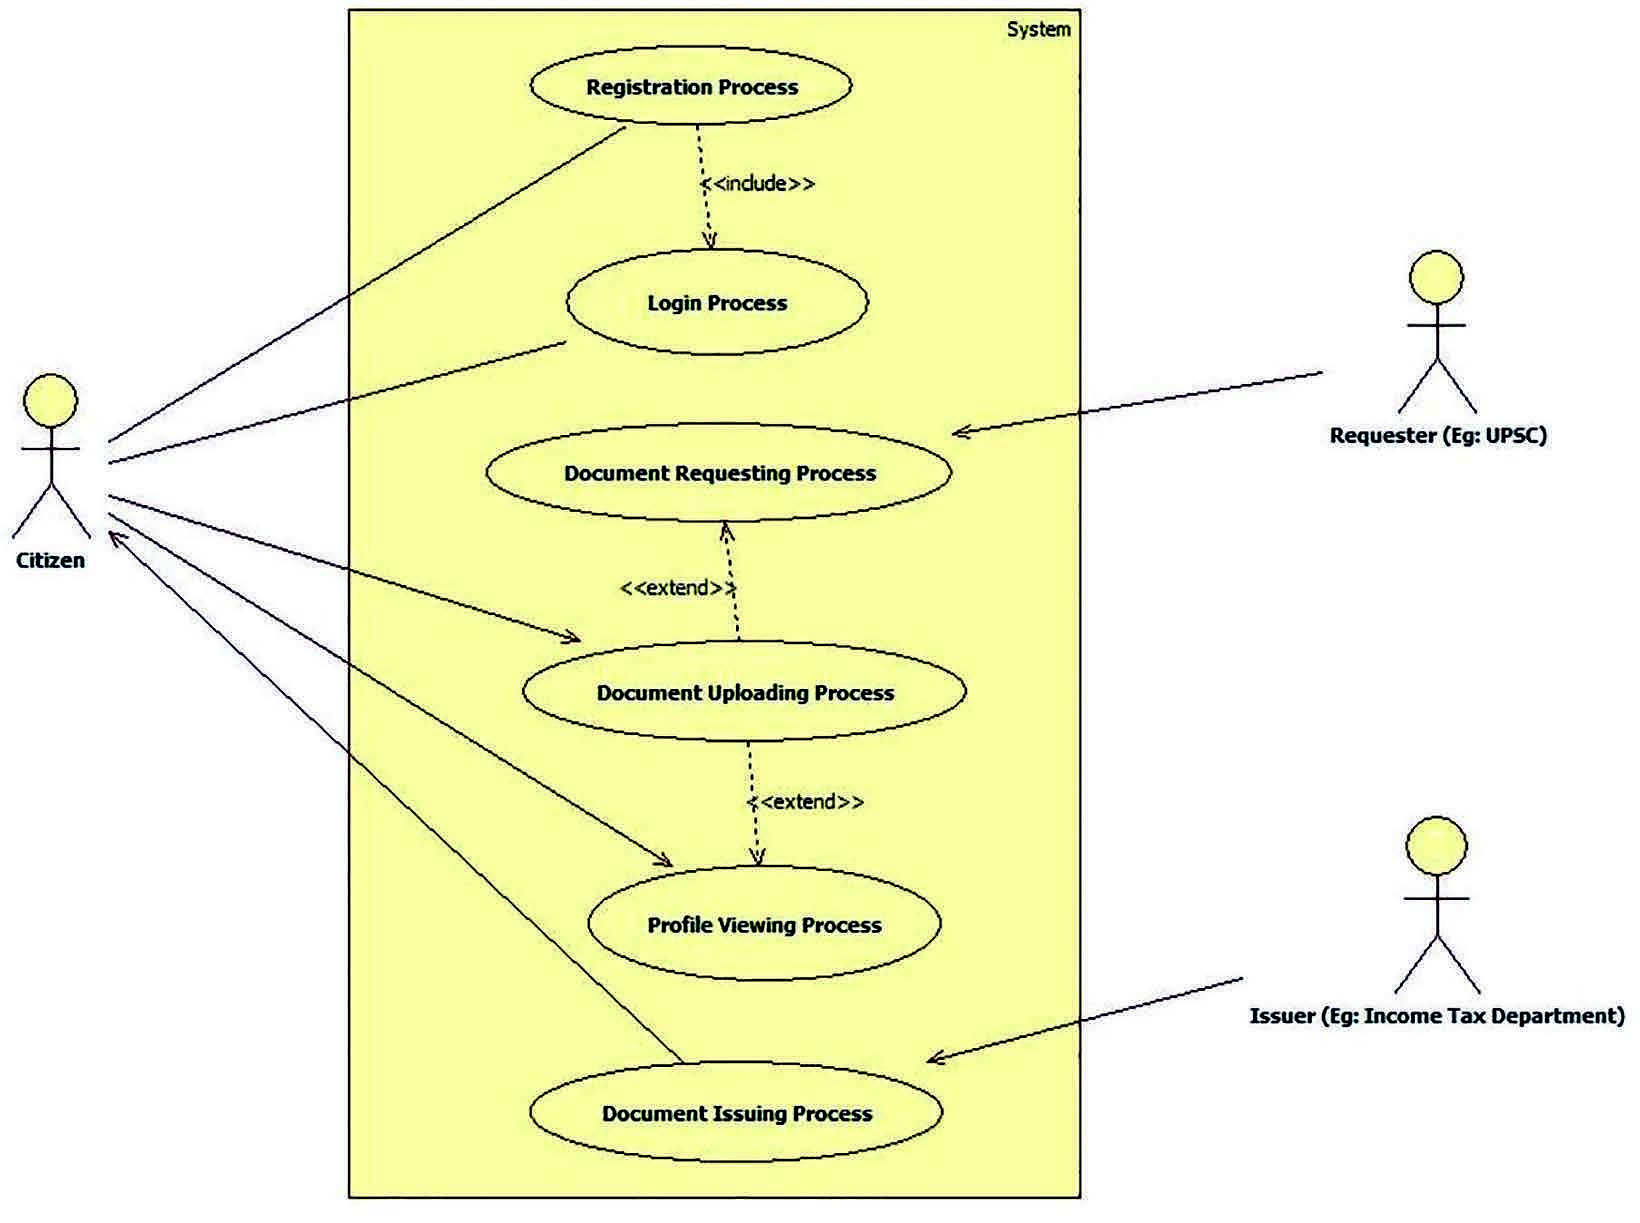 System
Registration Process
<<include>>
Login Process
Document Requesting Process
Requester (Eg: UPSC)
Citizen
<<extend>>
Document Uploading Process
<<extend>>
Profile Viewing Process
Issuer (Eg: Income Tax Department)
Document Issuing Process